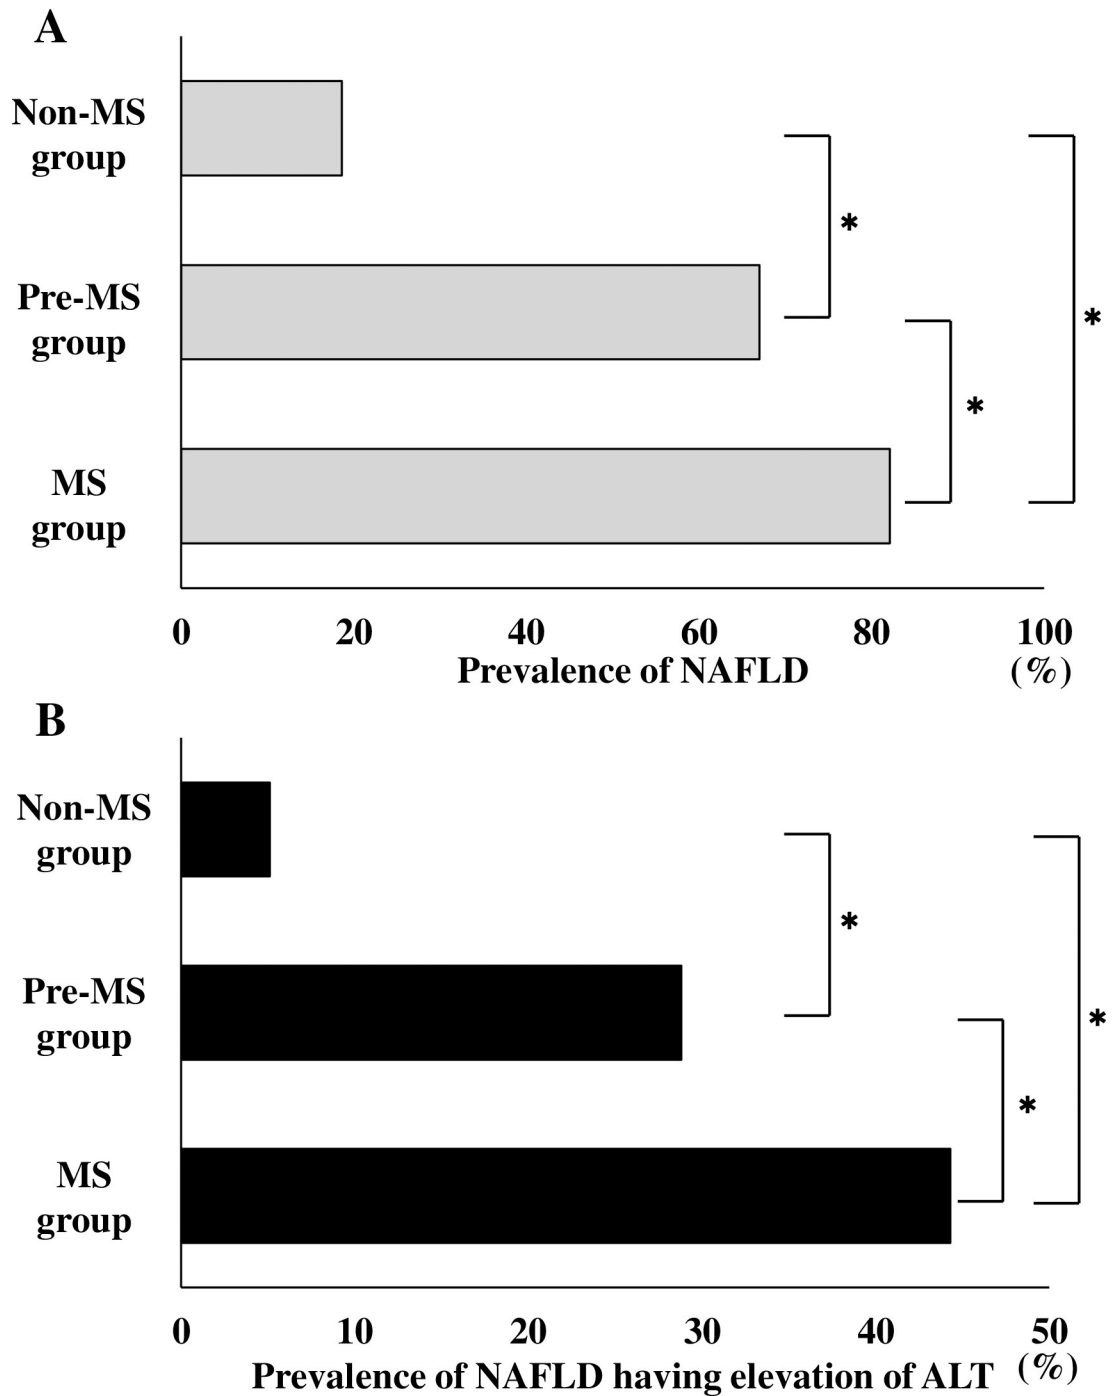 A
Non-MS
group
*
*
Pre-MS
group
*
MS
group
0 20 40 60 80 100
Prevalence of NAFLD (%)
B
Non-MS
group
*
Pre-MS
group
*
*
MS
group
0 10 20 30 40 50
Prevalence of NAFLD having elevation of ALT (%)